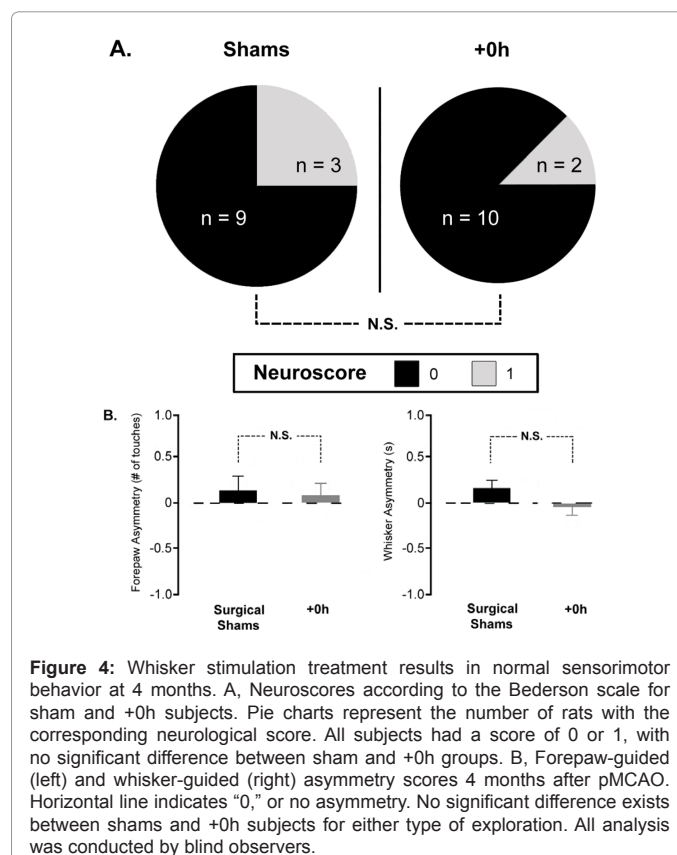 A.
Shams
+0h
n = 3
n = 9
n = 2
n = 10
N.S.
Neuroscore 0 1
B.
Forepaw Asymmetry (# of touches)
1.0
0.5
0
-0.5
-1.0
N.S.
Surgical
Shams
+0h
Whisker Asymmetry (s)
1.0
0.5
0
-0.5
-1.0
N.S.
Surgical
Shams
+0h
Figure 4: Whisker stimulation treatment results in normal sensorimotor
behavior at 4 months. A, Neuroscores according to the Bederson scale for
sham and +0h subjects. Pie charts represent the number of rats with the
corresponding neurological score. All subjects had a score of 0 or 1, with
no significant difference between sham and +0h groups. B, Forepaw-guided
(left) and whisker-guided (right) asymmetry scores 4 months after pMCAO.
Horizontal line indicates “0,” or no asymmetry. No significant difference exists
between shams and +0h subjects for either type of exploration. All analysis
was conducted by blind observers.